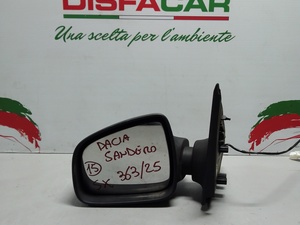 DISFACAR
Una scelta per l'ambiente
DACIA
SANDERO
15
SX 363/25